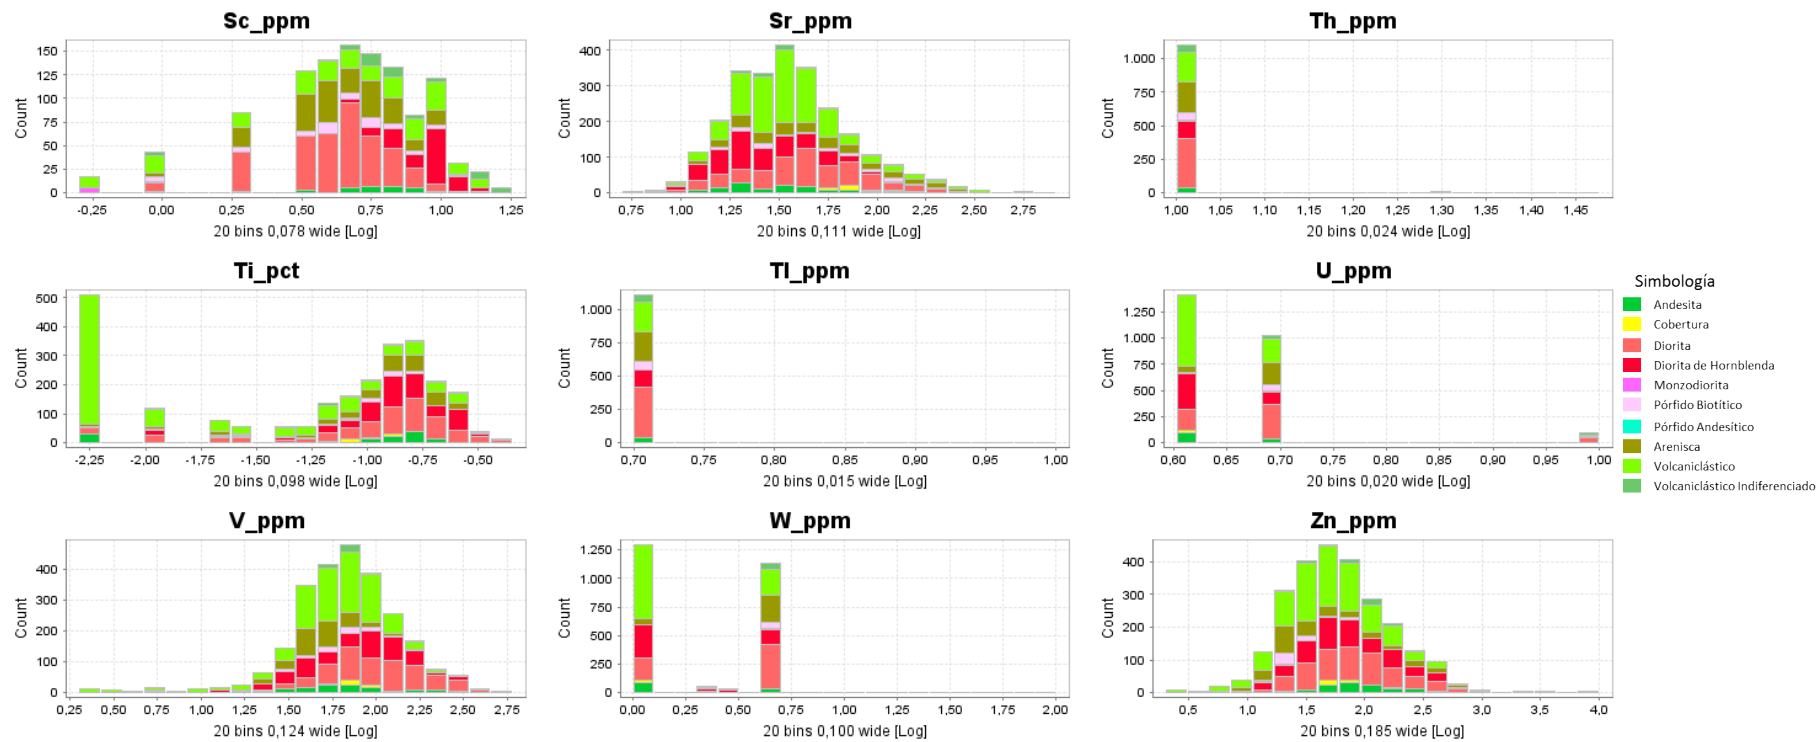 Sc_ppm
Count
150
125
100
75
50
25
0
-0,25 0,00 0,25 0,50 0,75 1,00 1,25
20 bins 0,078 wide [Log]
Sr_ppm
Count
400
300
200
100
0
0,75 1,00 1,25 1,50 1,75 2,00 2,25 2,50 2,75
20 bins 0,111 wide [Log]
Th_ppm
Count
1.000
750
500
250
0
1,00 1,05 1,10 1,15 1,20 1,25 1,30 1,35 1,40 1,45
20 bins 0,024 wide [Log]
Ti_pct
Count
500
400
300
200
100
0
-2,25 -2,00 -1,75 -1,50 -1,25 -1,00 -0,75 -0,50
20 bins 0,098 wide [Log]
Tl_ppm
Count
1.000
750
500
250
0
0,70 0,75 0,80 0,85 0,90 0,95 1,00
20 bins 0,015 wide [Log]
U_ppm
Count
1.250
1.000
750
500
250
0
0,60 0,65 0,70 0,75 0,80 0,85 0,90 0,95 1,00
20 bins 0,020 wide [Log]
Simbología
Andesita
Cobertura
Diorita
Diorita de Hornblenda
Monzodiorita
Pórfido Biotítico
Pórfido Andesítico
Arenisca
Volcaniclástico
Volcaniclástico Indiferenciado
V_ppm
Count
400
300
200
100
0
0,25 0,50 0,75 1,00 1,25 1,50 1,75 2,00 2,25 2,50 2,75
20 bins 0,124 wide [Log]
W_ppm
Count
1.250
1.000
750
500
250
0
0,00 0,25 0,50 0,75 1,00 1,25 1,50 1,75 2,00
20 bins 0,100 wide [Log]
Zn_ppm
Count
400
300
200
100
0
0,5 1,0 1,5 2,0 2,5 3,0 3,5 4,0
20 bins 0,185 wide [Log]